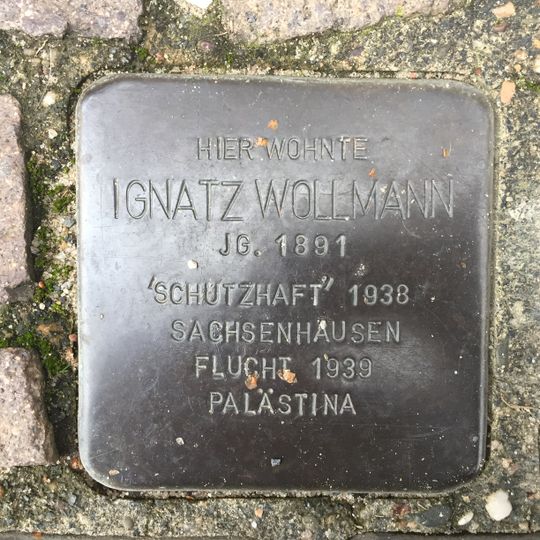 HIER WOHNTE
IGNATZ WOLLMANN
JG. 1891
'SCHUTZHAFT' 1938
SACHSENHAUSEN
FLUCHT 1939
PALÄSTINA